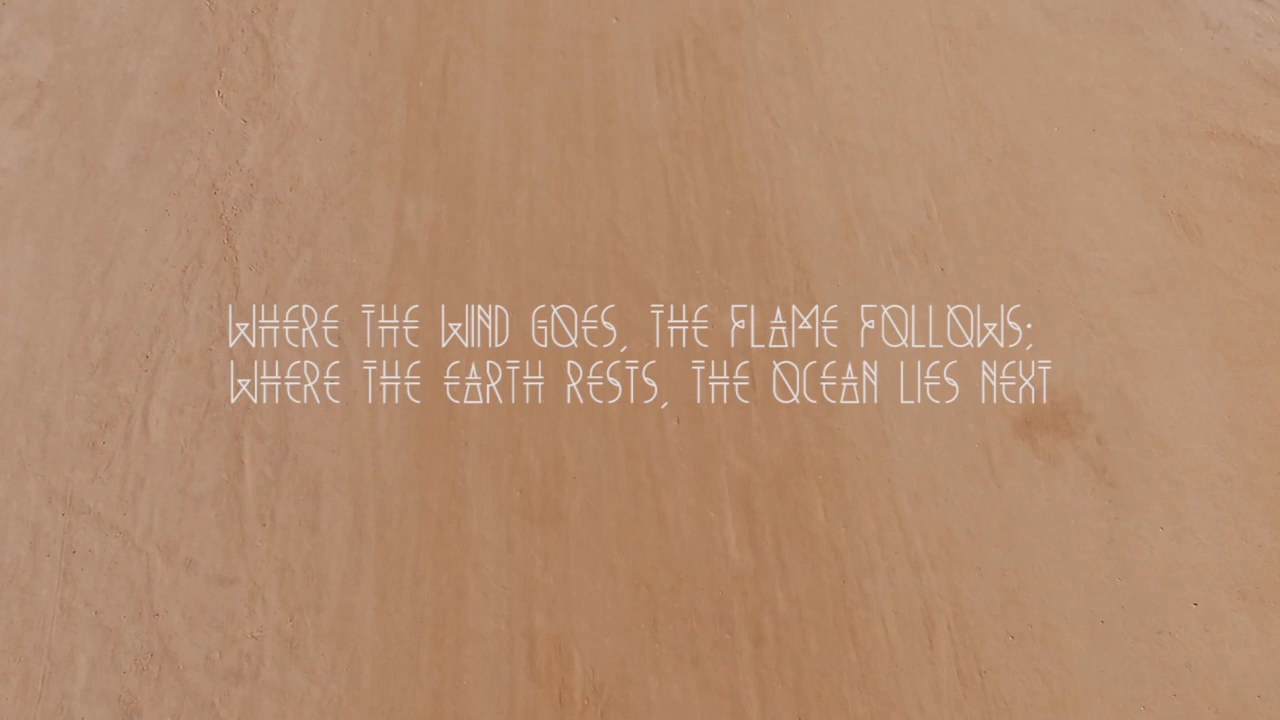 WHERE THE WIND GOES, THE FLAME FOLLOWS;
WHERE THE EARTH RESTS, THE OCEAN LIES NEXT